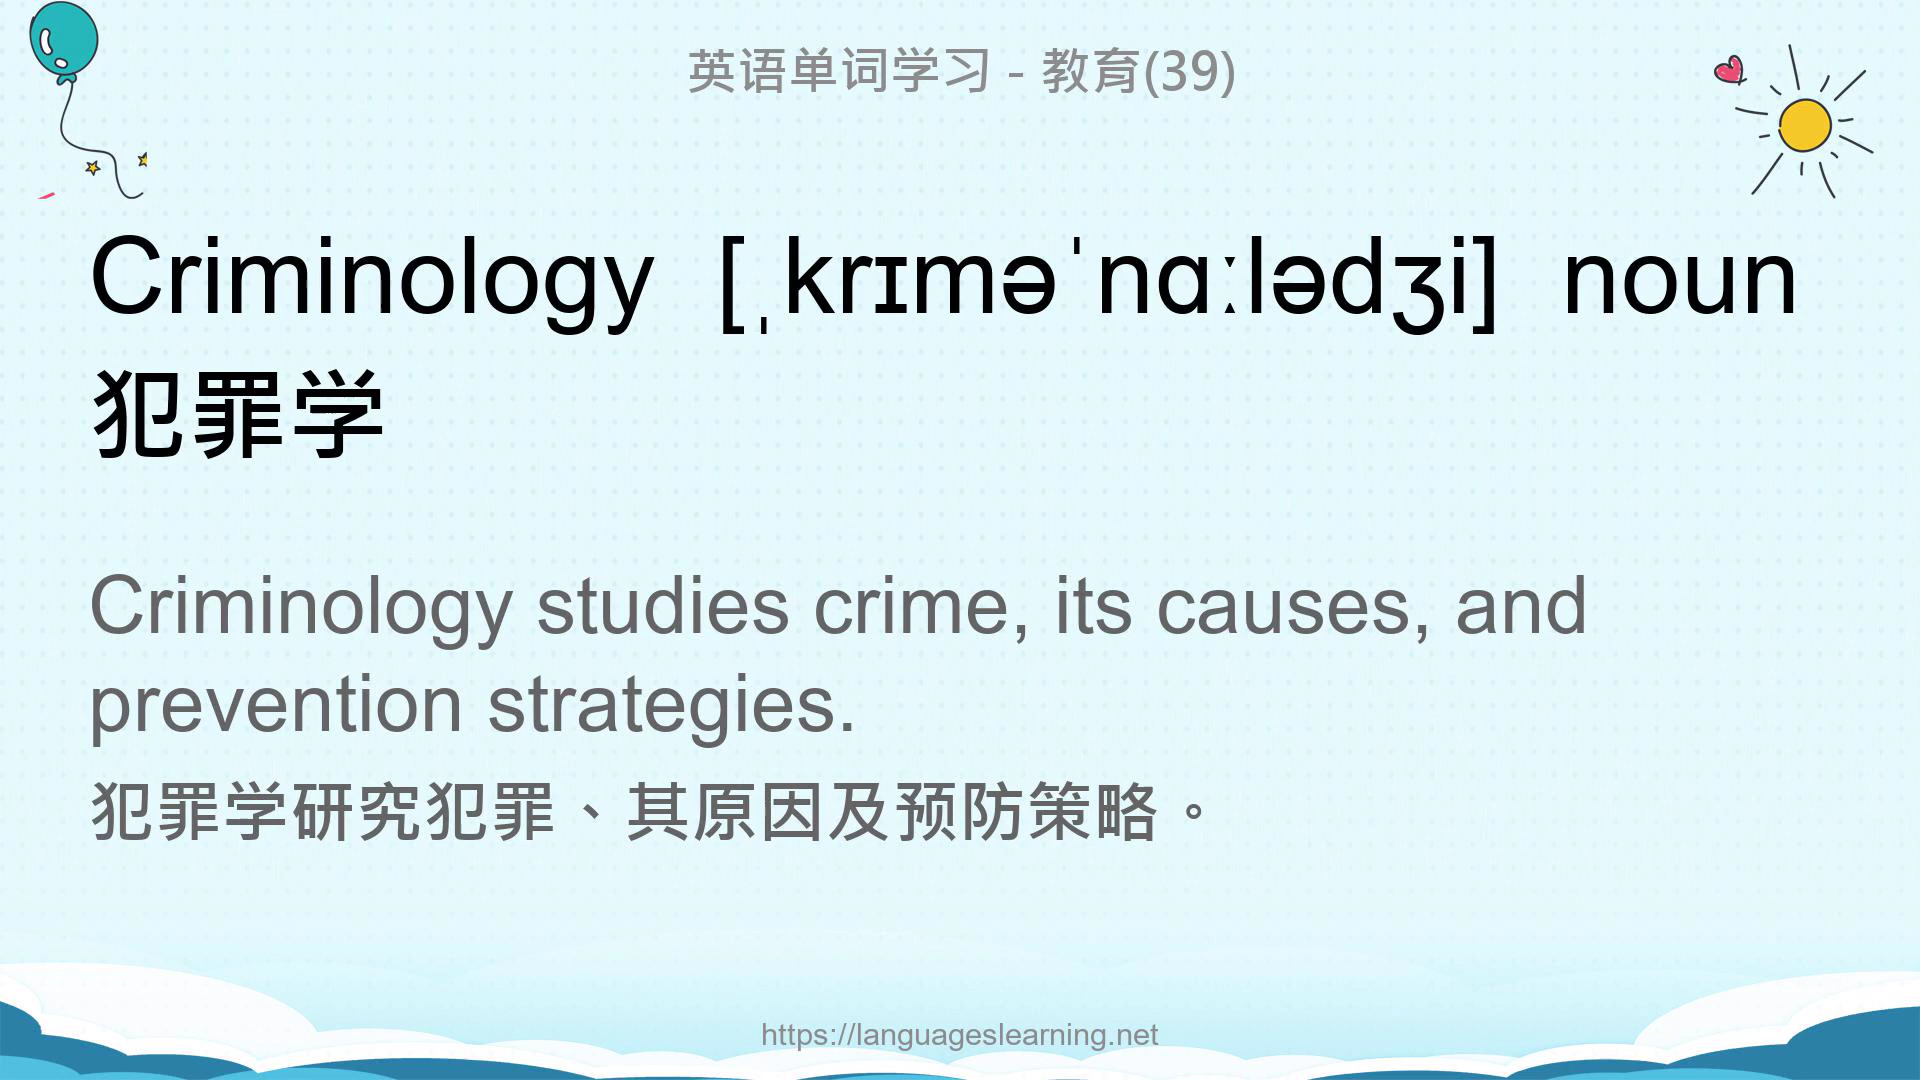 英语单词学习 - 教育(39)
Criminology [ˌkrɪməˈnɑːlədʒi] noun
犯罪学
Criminology studies crime, its causes, and
prevention strategies.
犯罪学研究犯罪、其原因及预防策略。
https://languageslearning.net